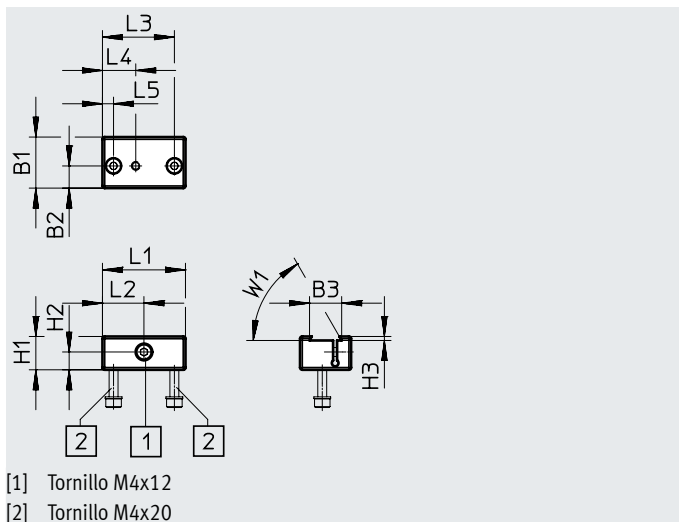 L3
L4
L5
B1
B2
L1
L2
H2
H1
W1
B3
H3
2 1 2
[1] Tornillo M4x12
[2] Tornillo M4x20